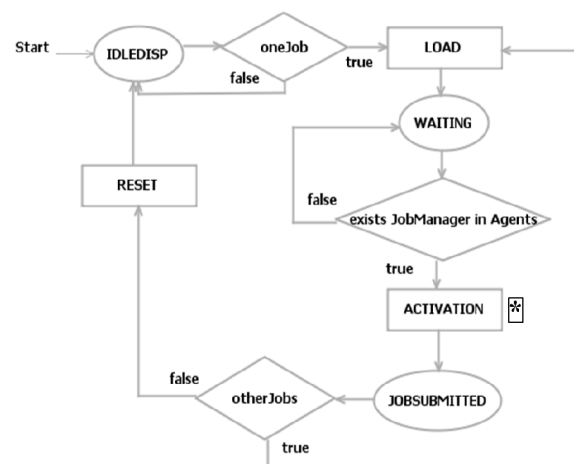 Start
IDLEDISP
oneJob
LOAD
false
true
WAITING
RESET
false
exists JobManager in Agents
true
ACTIVATION
*
false
otherJobs
JOBSUBMITTED
true